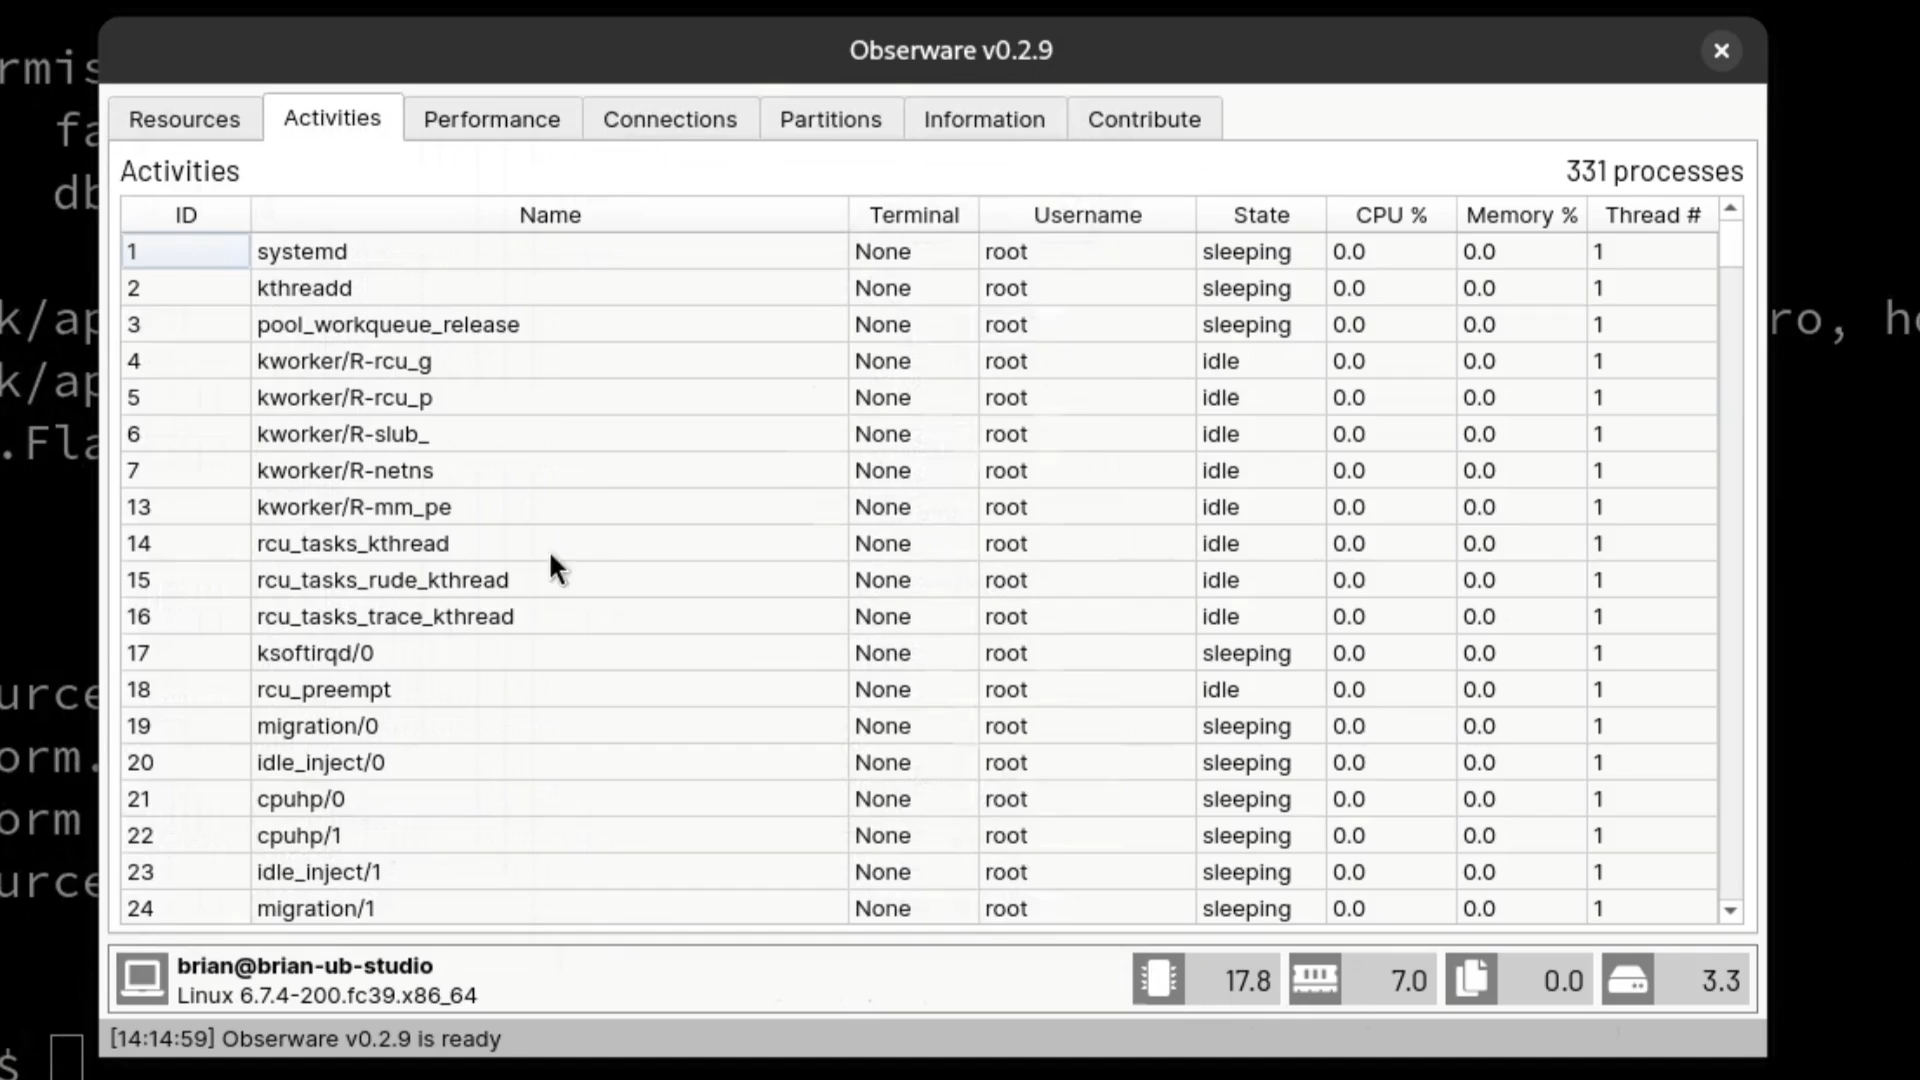 Obserware v0.2.9
Resources Activities Performance Connections Partitions Information Contribute
Activities 331 processes
ID Name Terminal Username State CPU % Memory % Thread #
1 systemd None root sleeping 0.0 0.0 1
2 kthreadd None root sleeping 0.0 0.0 1
3 pool_workqueue_release None root sleeping 0.0 0.0 1
4 kworker/R-rcu_g None root idle 0.0 0.0 1
5 kworker/R-rcu_p None root idle 0.0 0.0 1
6 kworker/R-slub_ None root idle 0.0 0.0 1
7 kworker/R-netns None root idle 0.0 0.0 1
13 kworker/R-mm_pe None root idle 0.0 0.0 1
14 rcu_tasks_kthread None root idle 0.0 0.0 1
15 rcu_tasks_rude_kthread None root idle 0.0 0.0 1
16 rcu_tasks_trace_kthread None root idle 0.0 0.0 1
17 ksoftirqd/0 None root sleeping 0.0 0.0 1
18 rcu_preempt None root idle 0.0 0.0 1
19 migration/0 None root sleeping 0.0 0.0 1
20 idle_inject/0 None root sleeping 0.0 0.0 1
21 cpuhp/0 None root sleeping 0.0 0.0 1
22 cpuhp/1 None root sleeping 0.0 0.0 1
23 idle_inject/1 None root sleeping 0.0 0.0 1
24 migration/1 None root sleeping 0.0 0.0 1
brian@brian-ub-studio
Linux 6.7.4-200.fc39.x86_64
17.8 7.0 0.0 3.3
[14:14:59] Obserware v0.2.9 is ready
$